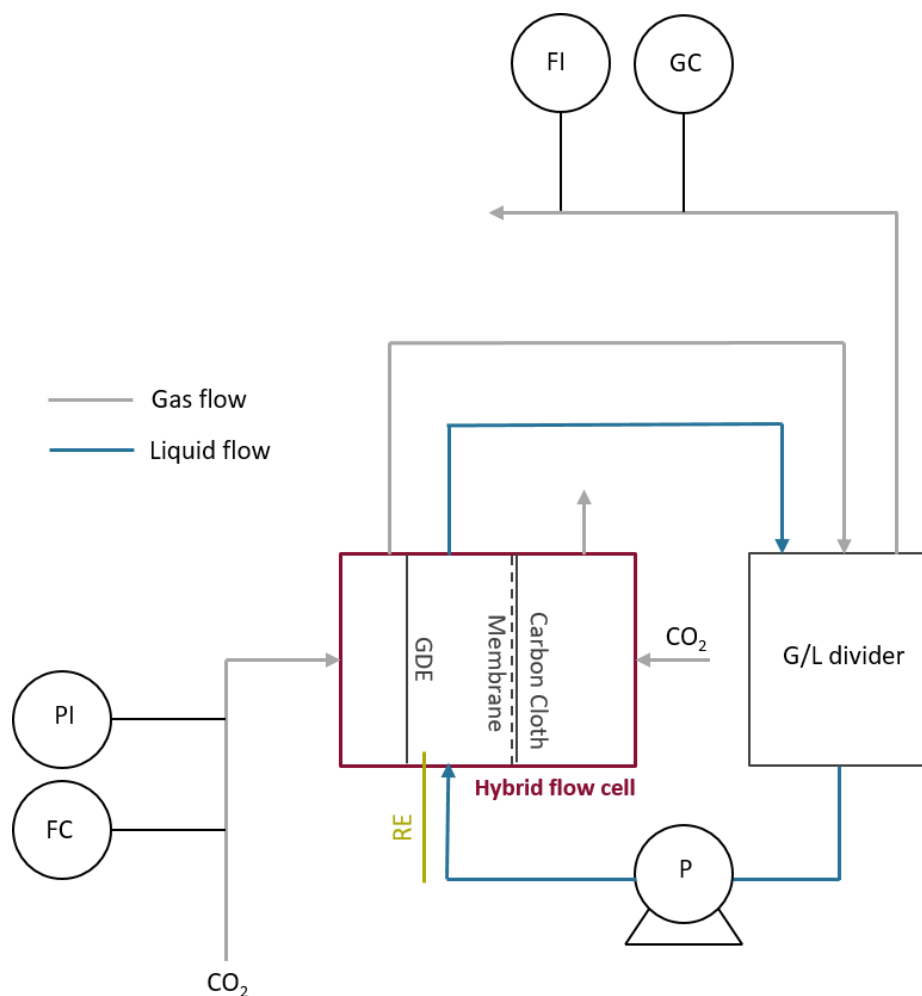 FI
GC
Gas flow
Liquid flow
GDE
Membrane
Carbon Cloth
CO₂
G/L divider
PI
FC
Hybrid flow cell
RE
P
CO₂